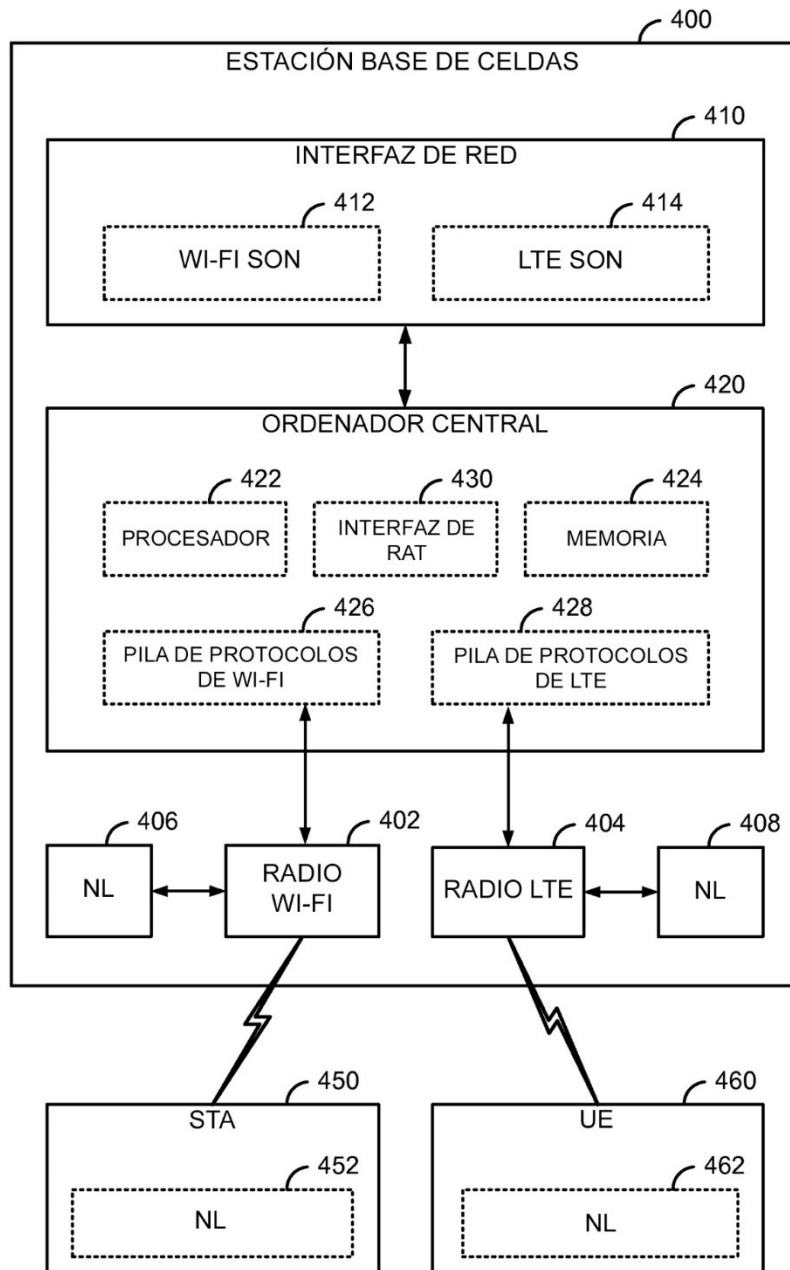 400
ESTACIÓN BASE DE CELDAS
410
INTERFAZ DE RED
412
414
WI-FI SON
LTE SON
420
ORDENADOR CENTRAL
422
430
424
PROCESADOR
INTERFAZ DE
RAT
MEMORIA
426
428
PILA DE PROTOCOLOS
DE WI-FI
PILA DE PROTOCOLOS
DE LTE
406
402
404
408
NL
RADIO
WI-FI
RADIO LTE
NL
450
460
STA
UE
452
462
NL
NL